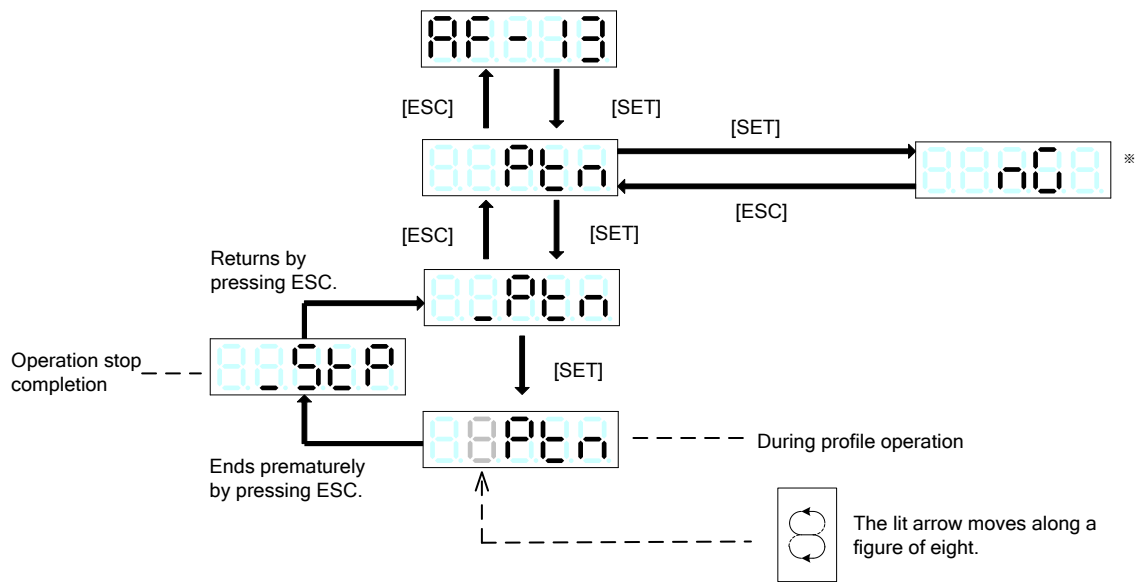 AF-13
[ESC]
[SET]
Ptn
[SET]
nG
※
[ESC]
[ESC]
[SET]
Returns by
pressing ESC.
_Ptn
Operation stop
completion
_StP
[SET]
Ptn
During profile operation
Ends prematurely
by pressing ESC.
The lit arrow moves along a
figure of eight.